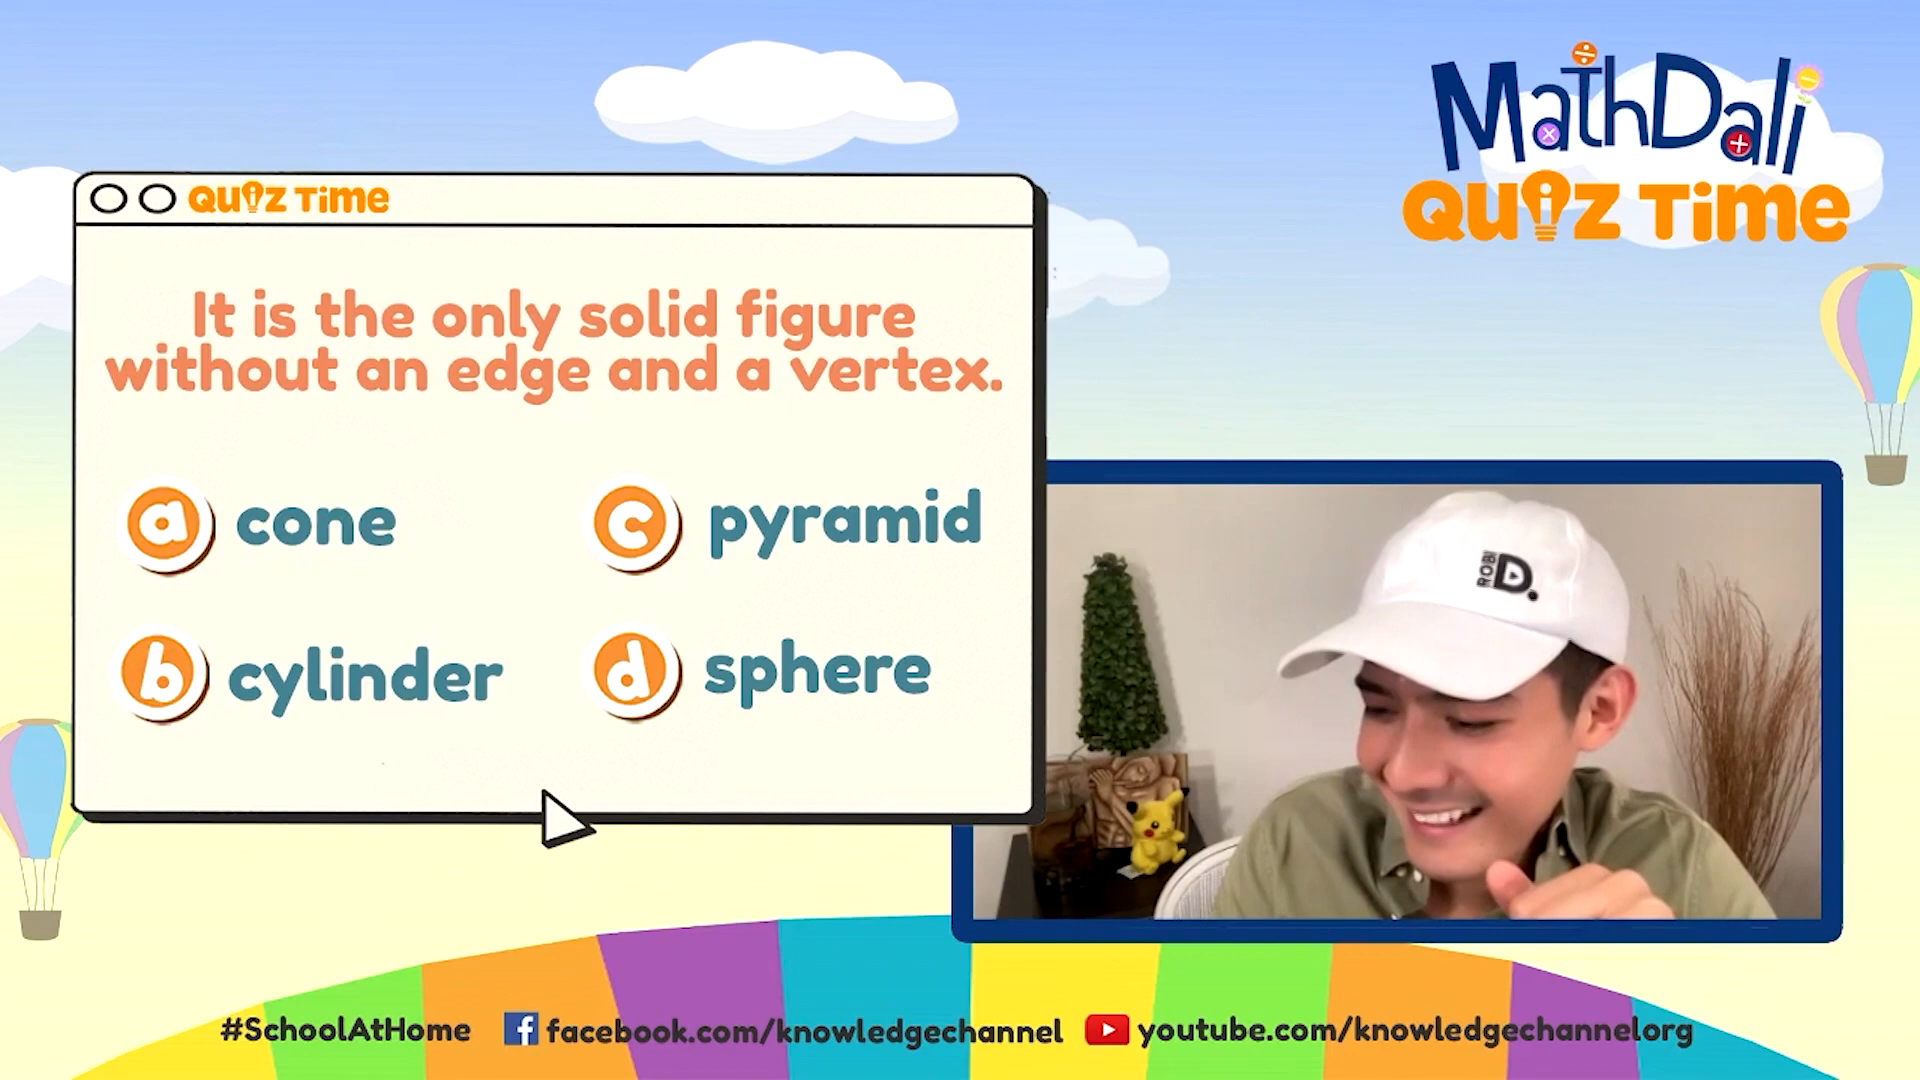 MathDali
QUIZ TIME
QUIZ TIME
It is the only solid figure
without an edge and a vertex.
a cone
c pyramid
b cylinder
d sphere
ROBI D.
#SchoolAtHome facebook.com/knowledgechannel youtube.com/knowledgechannelorg